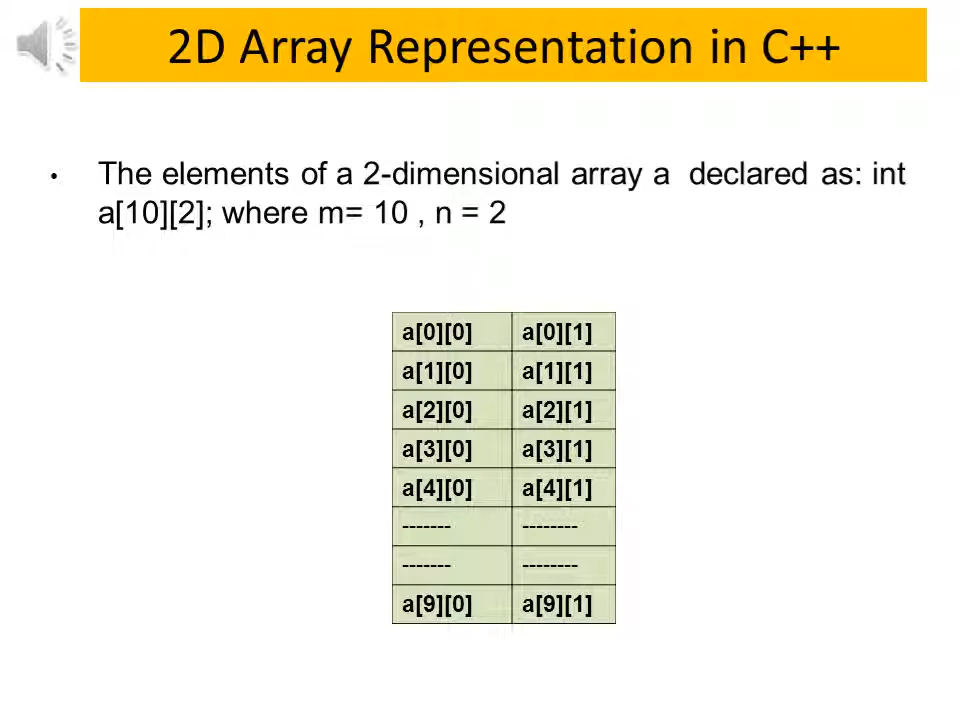 2D Array Representation in C++
• The elements of a 2-dimensional array a declared as: int
a[10][2]; where m= 10 , n = 2
a[0][0] a[0][1]
a[1][0] a[1][1]
a[2][0] a[2][1]
a[3][0] a[3][1]
a[4][0] a[4][1]
------- --------
------- --------
a[9][0] a[9][1]